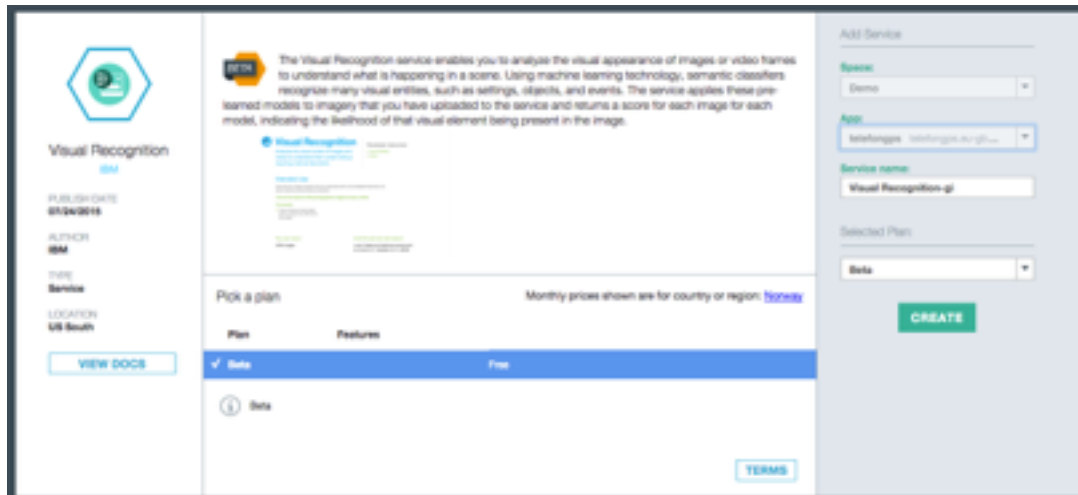 Visual Recognition
IBM
PUBLISH DATE
07/24/2015
AUTHOR
IBM
TYPE
Service
LOCATION
US South
VIEW DOCS
BETA
The Visual Recognition service enables you to analyze the visual appearance of images or video frames
to understand what is happening in a scene. Using machine learning technology, semantic classifiers
recognize many visual entities, such as settings, objects, and events. The service applies these pre-
learned models to imagery that you have uploaded to the service and returns a score for each image for each
model, indicating the likelihood of that visual element being present in the image.
Visual Recognition
Pick a plan
Monthly prices shown are for country or region: Norway
Plan Features
Beta Free
Beta
TERMS
Add Service
Space:
Demo
App:
telefongps telefongps.eu-gb....
Service name:
Visual Recognition-gi
Selected Plan:
Beta
CREATE